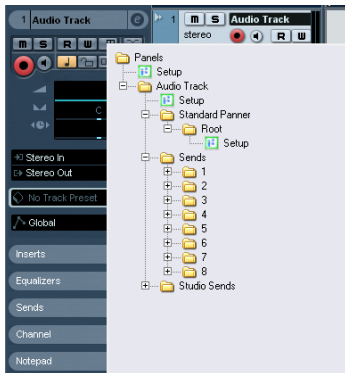 1 Audio Track e
M S R W
C
Stereo In
Stereo Out
No Track Preset
Global
Inserts
Equalizers
Sends
Channel
Notepad
1 M S Audio Track
stereo R W
Panels
Setup
Audio Track
Setup
Standard Panner
Root
Setup
Sends
1
2
3
4
5
6
7
8
Studio Sends